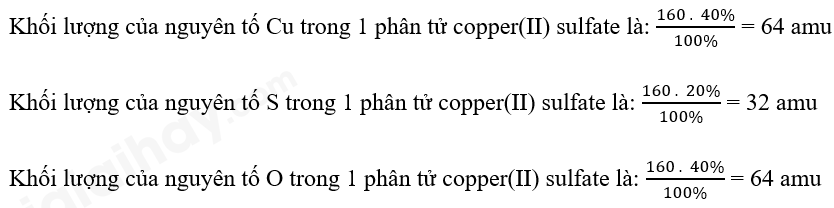 Khối lượng của nguyên tố Cu trong 1 phân tử copper(II) sulfate là: $\frac{160 . 40\%}{100\%}$ = 64 amu
Khối lượng của nguyên tố S trong 1 phân tử copper(II) sulfate là: $\frac{160 . 20\%}{100\%}$ = 32 amu
Khối lượng của nguyên tố O trong 1 phân tử copper(II) sulfate là: $\frac{160 . 40\%}{100\%}$ = 64 amu